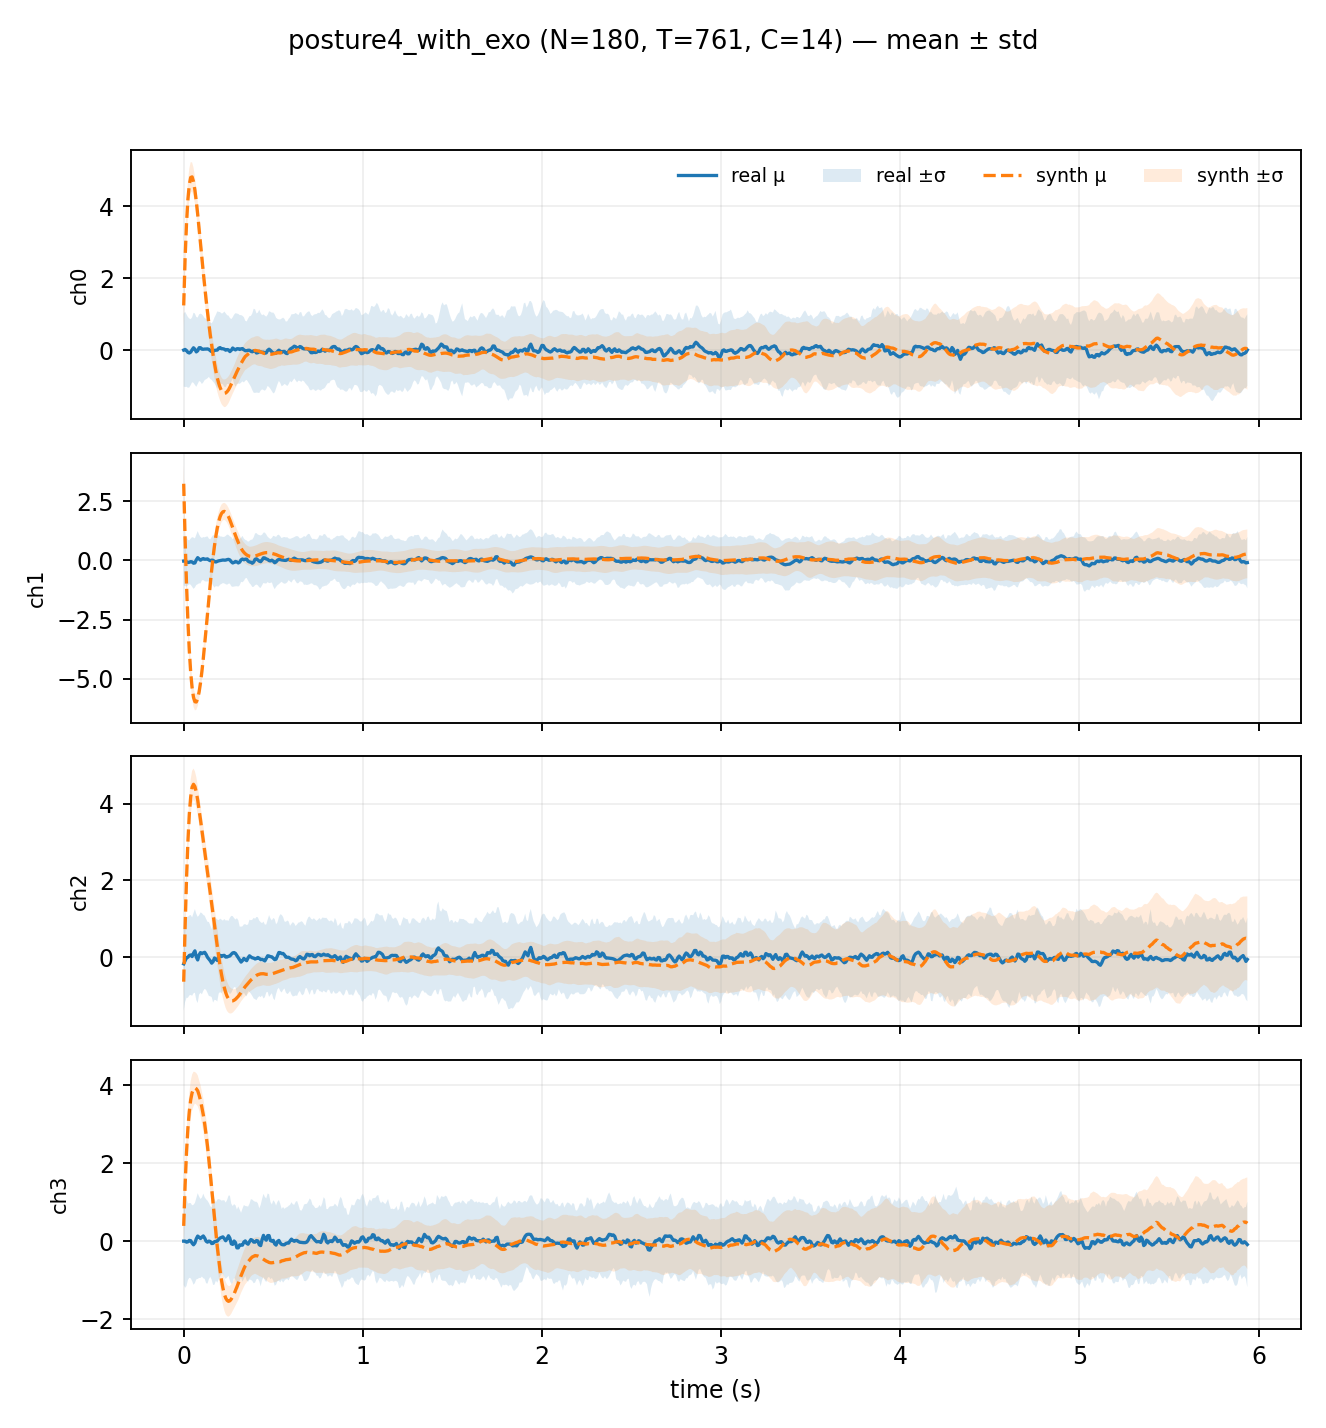 posture4_with_exo (N=180, T=761, C=14) — mean ± std
real μ
real ±σ
synth μ
synth ±σ
4
2
0
ch0
2.5
0.0
−2.5
−5.0
ch1
4
2
0
ch2
4
2
0
−2
ch3
0
1
2
3
4
5
6
time (s)